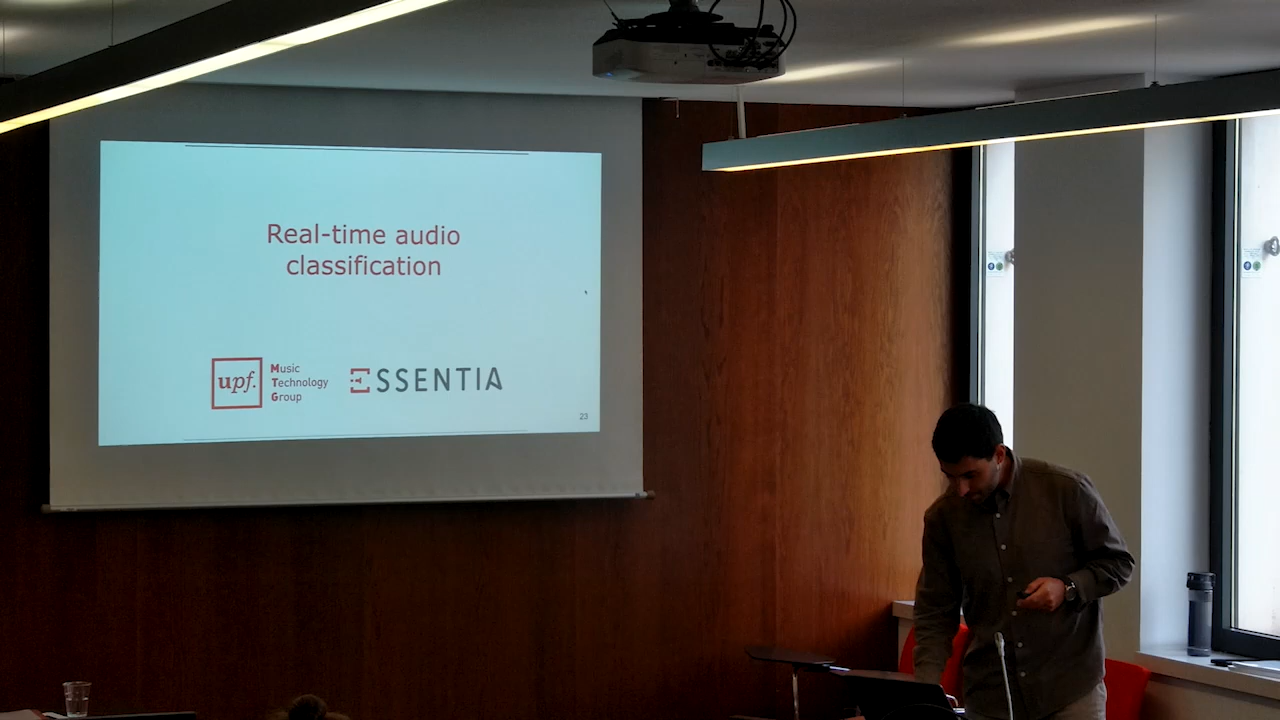 Real-time audio
classification
upf.
Music
Technology
Group
ESSENTIA
23